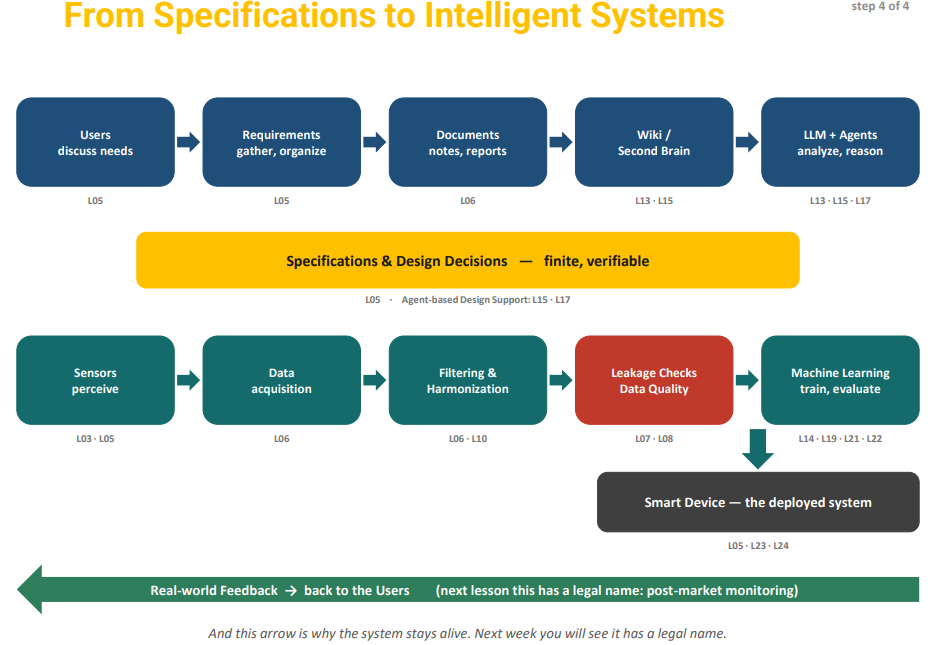 From Specifications to Intelligent Systems
step 4 of 4
Users
discuss needs
Requirements
gather, organize
Documents
notes, reports
Wiki /
Second Brain
LLM + Agents
analyze, reason
L05
L05
L06
L13 · L15
L13 · L15 · L17
Specifications & Design Decisions — finite, verifiable
L05 · Agent-based Design Support: L15 · L17
Sensors
perceive
Data
acquisition
Filtering &
Harmonization
Leakage Checks
Data Quality
Machine Learning
train, evaluate
L03 · L05
L06
L06 · L10
L07 · L08
L14 · L19 · L21 · L22
Smart Device — the deployed system
L05 · L23 · L24
Real-world Feedback → back to the Users (next lesson this has a legal name: post-market monitoring)
And this arrow is why the system stays alive. Next week you will see it has a legal name.